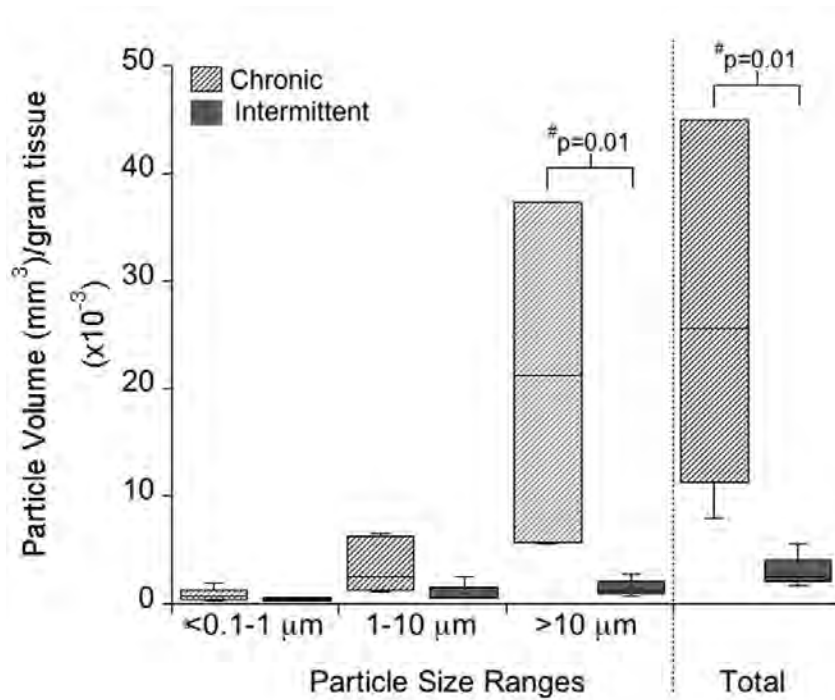 50
40
30
20
10
0
Particle Volume (mm³)/gram tissue
(x10⁻³)
Chronic
Intermittent
#p=0.01
#p=0.01
<0.1-1 μm
1-10 μm
≥10 μm
Particle Size Ranges
Total